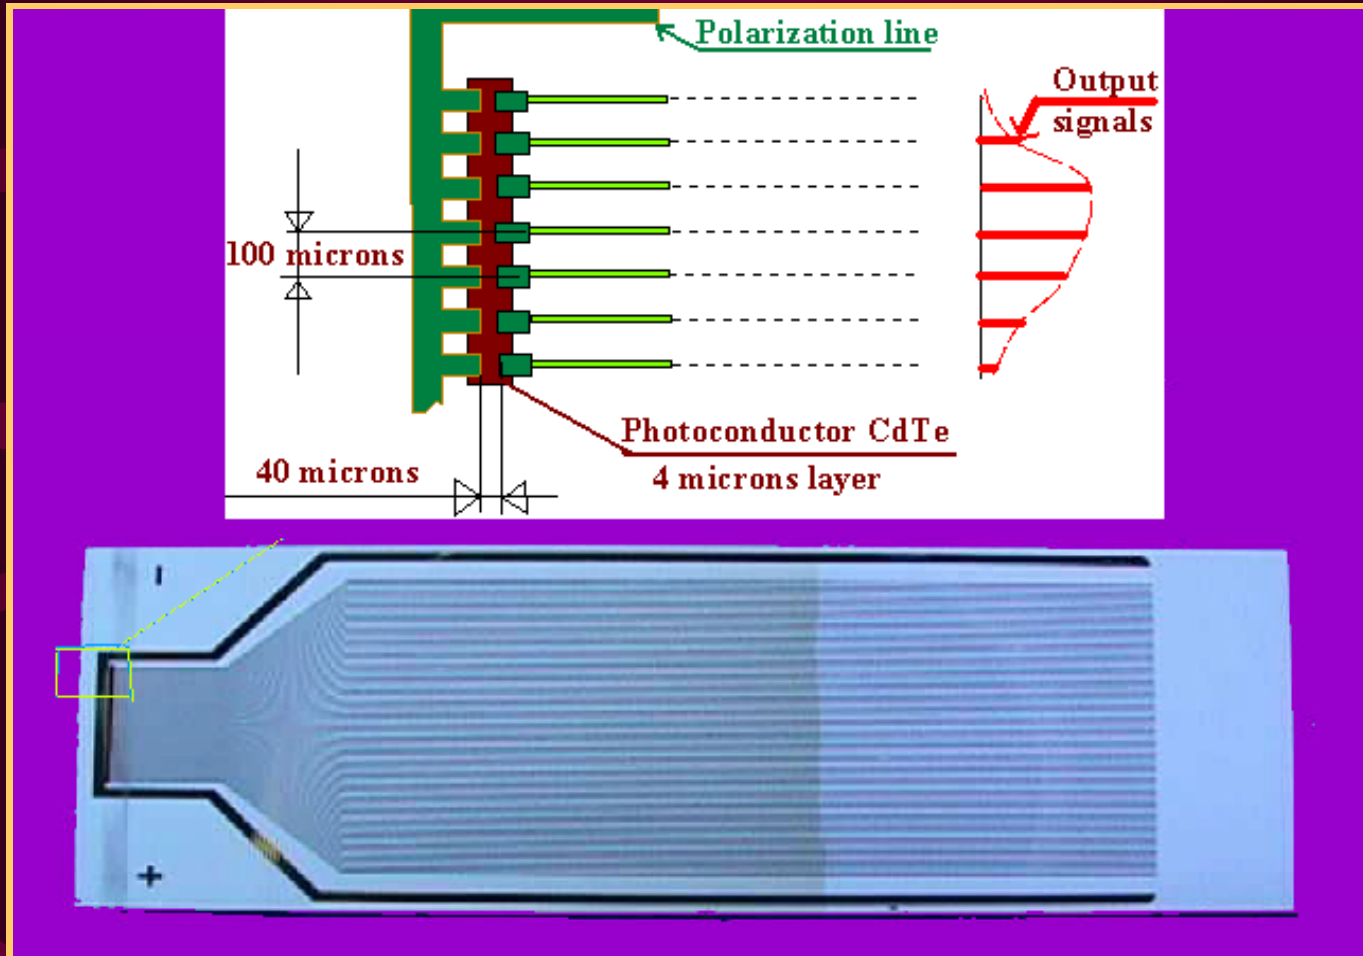 Polarization line
Output
signals
100 microns
Photoconductor CdTe
40 microns
4 microns layer
-
+